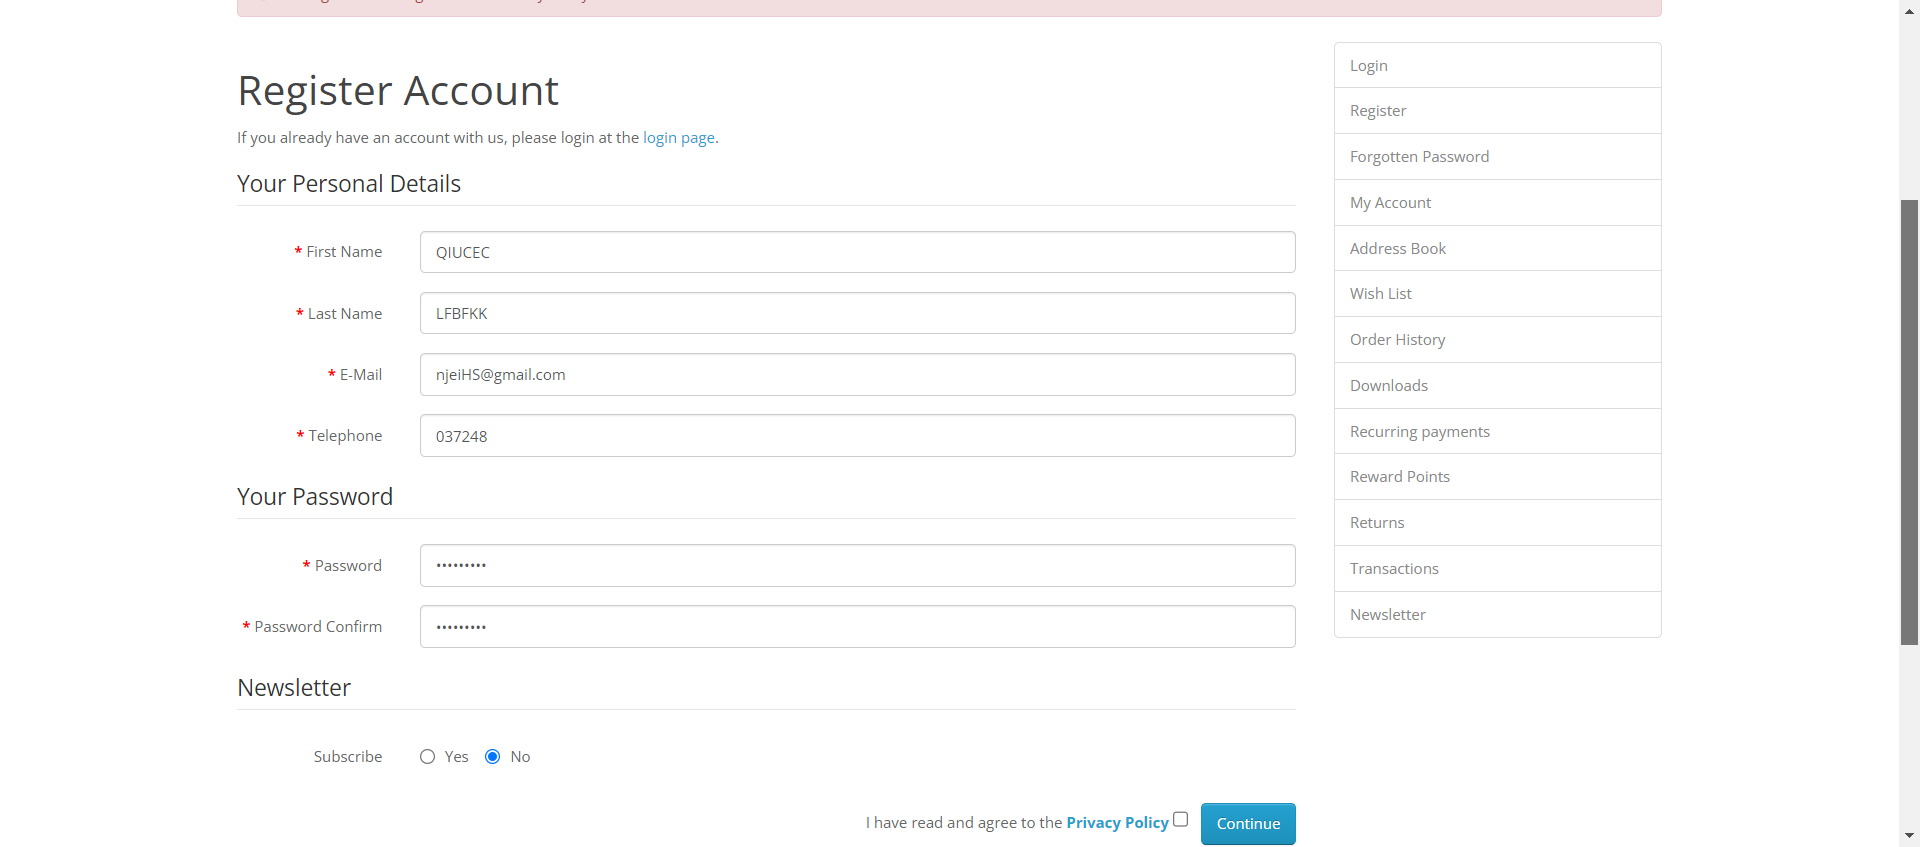 Register Account
If you already have an account with us, please login at the login page.
Your Personal Details
* First Name
QIUCEC
* Last Name
LFBFKK
* E-Mail
njeiHS@gmail.com
* Telephone
037248
Your Password
* Password
•••••••••
* Password Confirm
•••••••••
Newsletter
Subscribe Yes No
I have read and agree to the Privacy Policy Continue
Login
Register
Forgotten Password
My Account
Address Book
Wish List
Order History
Downloads
Recurring payments
Reward Points
Returns
Transactions
Newsletter